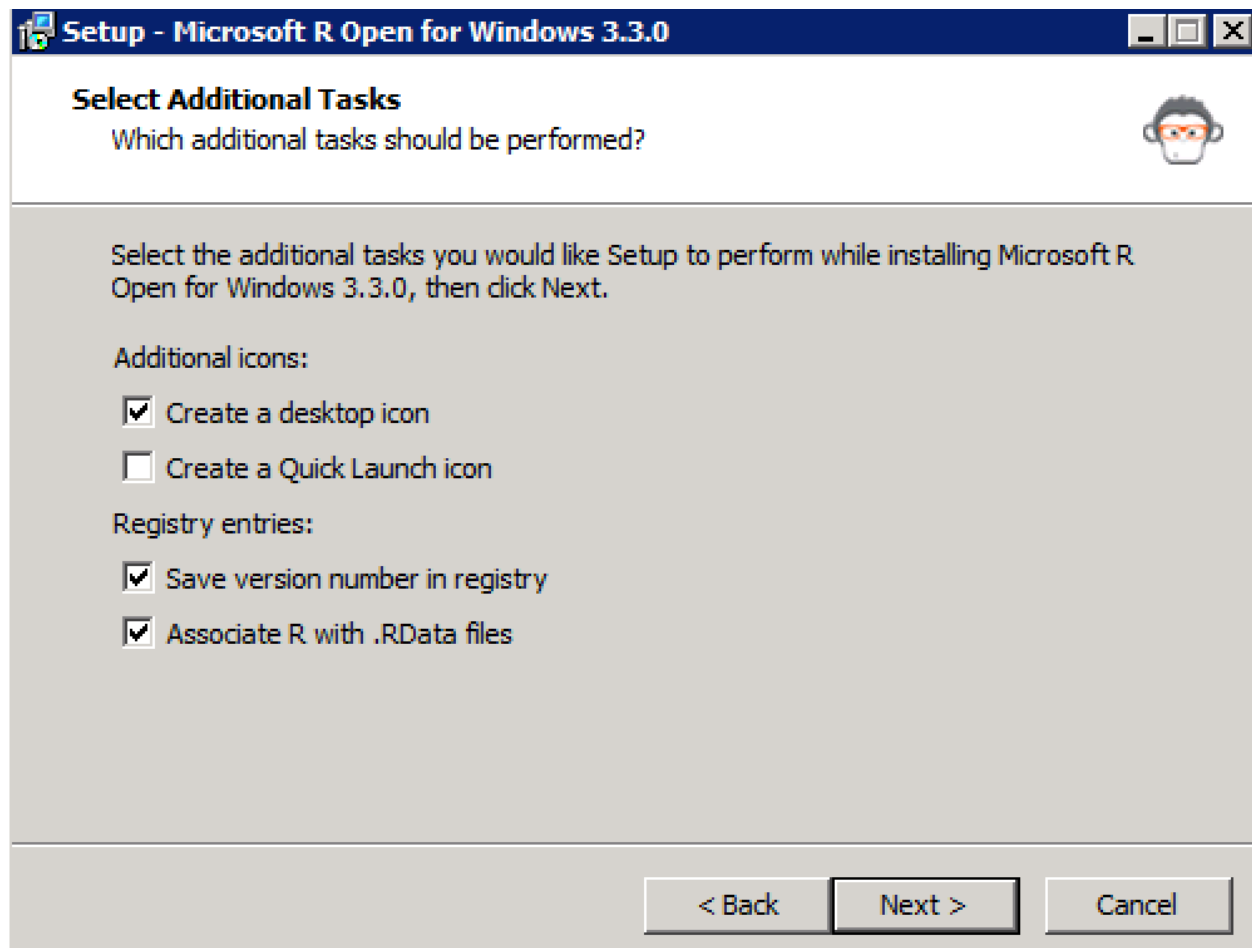 Setup - Microsoft R Open for Windows 3.3.0
Select Additional Tasks
Which additional tasks should be performed?
Select the additional tasks you would like Setup to perform while installing Microsoft R
Open for Windows 3.3.0, then click Next.
Additional icons:
Create a desktop icon
Create a Quick Launch icon
Registry entries:
Save version number in registry
Associate R with .RData files
< Back
Next >
Cancel